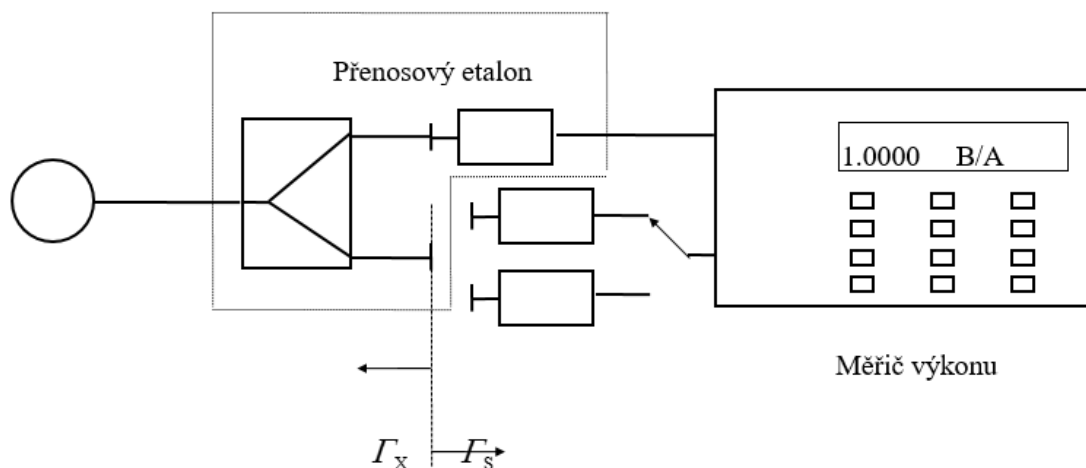 Přenosový etalon
1.0000 B/A
Měřič výkonu
Γx Γs